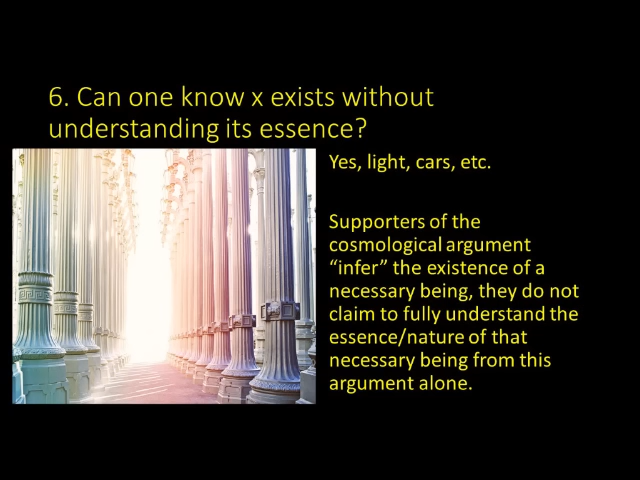 6. Can one know x exists without
understanding its essence?
Yes, light, cars, etc.
Supporters of the
cosmological argument
“infer” the existence of a
necessary being, they do not
claim to fully understand the
essence/nature of that
necessary being from this
argument alone.